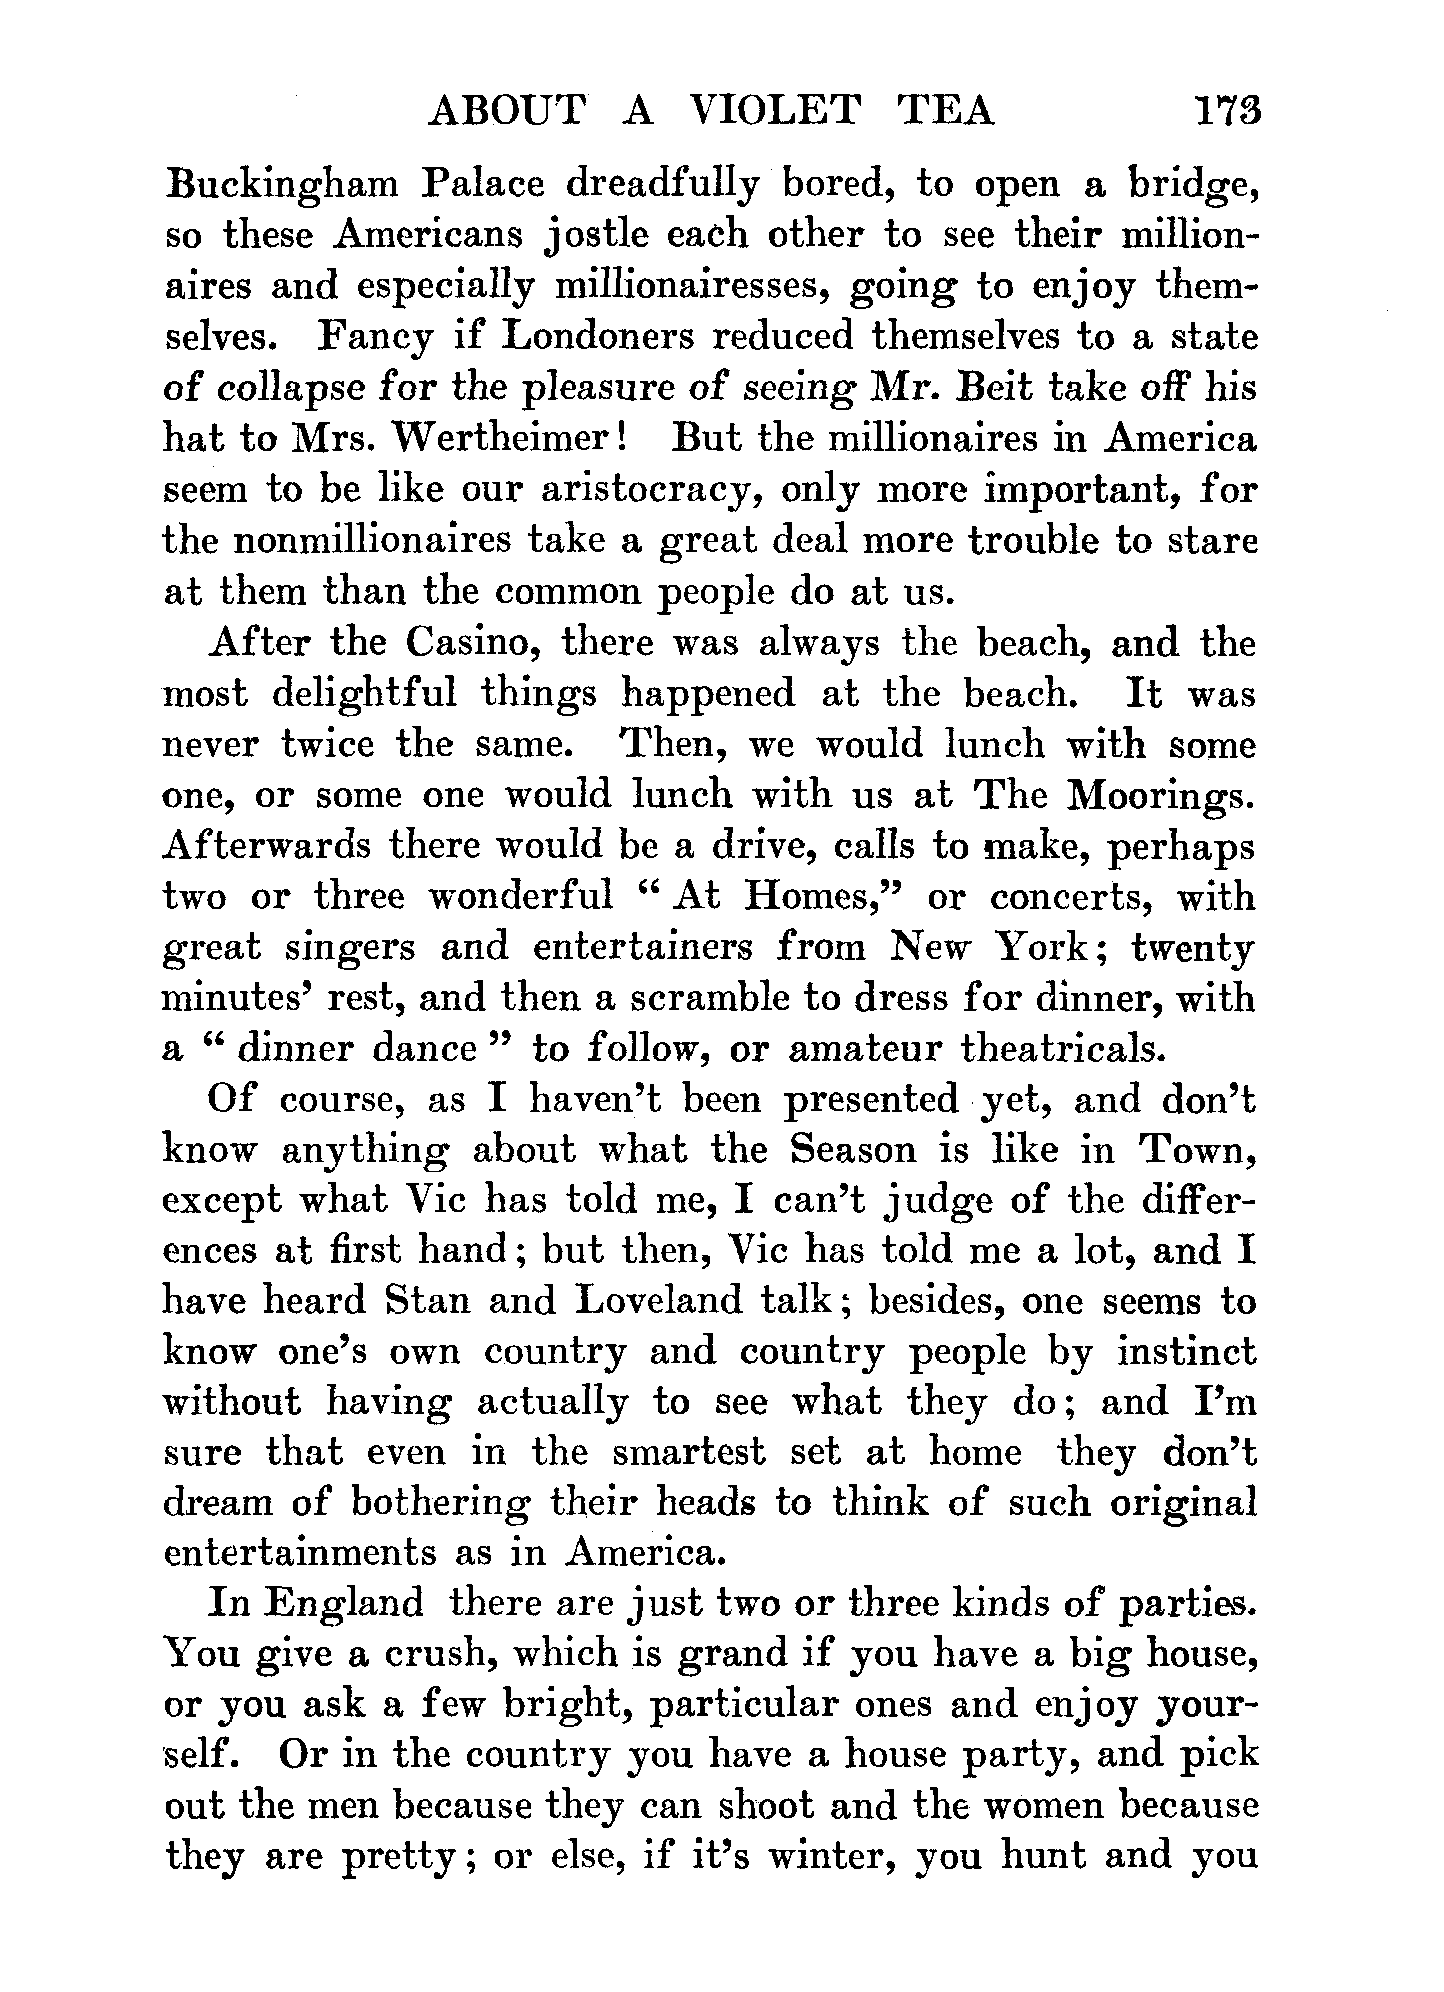 ABOUT A VIOLET TEA 173
Buckingham Palace dreadfully bored, to open a bridge,
so these Americans jostle each other to see their million-
aires and especially millionairesses, going to enjoy them-
selves. Fancy if Londoners reduced themselves to a state
of collapse for the pleasure of seeing Mr. Beit take off his
hat to Mrs. Wertheimer! But the millionaires in America
seem to be like our aristocracy, only more important, for
the nonmillionaires take a great deal more trouble to stare
at them than the common people do at us.
After the Casino, there was always the beach, and the
most delightful things happened at the beach. It was
never twice the same. Then, we would lunch with some
one, or some one would lunch with us at The Moorings.
Afterwards there would be a drive, calls to make, perhaps
two or three wonderful “ At Homes,” or concerts, with
great singers and entertainers from New York; twenty
minutes’ rest, and then a scramble to dress for dinner, with
a “ dinner dance ” to follow, or amateur theatricals.
Of course, as I haven’t been presented yet, and don’t
know anything about what the Season is like in Town,
except what Vic has told me, I can’t judge of the differ-
ences at first hand; but then, Vic has told me a lot, and I
have heard Stan and Loveland talk; besides, one seems to
know one’s own country and country people by instinct
without having actually to see what they do; and I’m
sure that even in the smartest set at home they don’t
dream of bothering their heads to think of such original
entertainments as in America.
In England there are just two or three kinds of parties.
You give a crush, which is grand if you have a big house,
or you ask a few bright, particular ones and enjoy your-
self. Or in the country you have a house party, and pick
out the men because they can shoot and the women because
they are pretty; or else, if it’s winter, you hunt and you